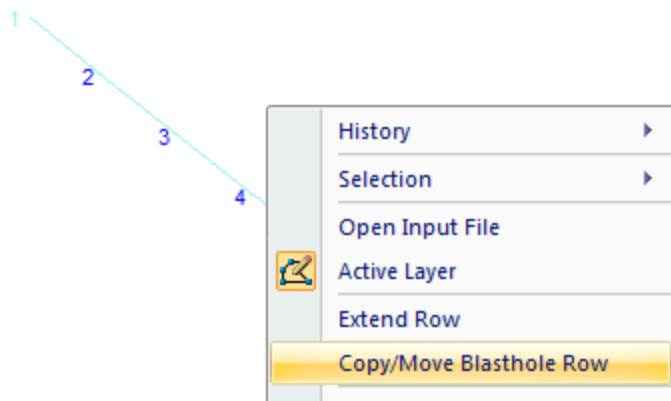 1
2
3
4
History
Selection
Open Input File
Active Layer
Extend Row
Copy/Move Blasthole Row